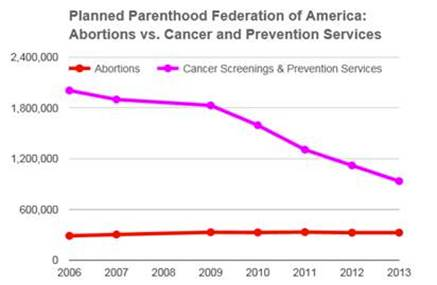 Planned Parenthood Federation of America:
Abortions vs. Cancer and Prevention Services
2,400,000
Abortions Cancer Screenings & Prevention Services
1,800,000
1,200,000
600,000
0
2006 2007 2008 2009 2010 2011 2012 2013